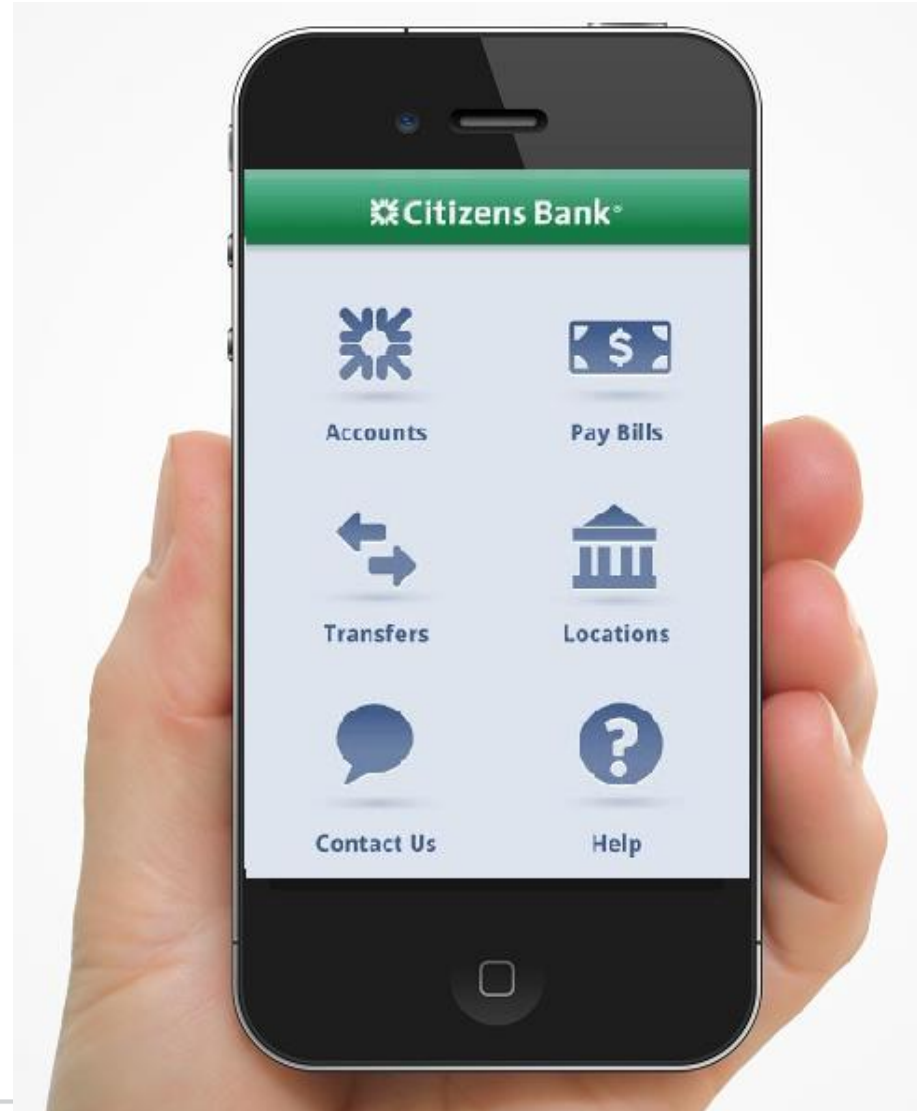 Citizens Bank®
Accounts
Pay Bills
$
Transfers
Locations
Contact Us
?
Help